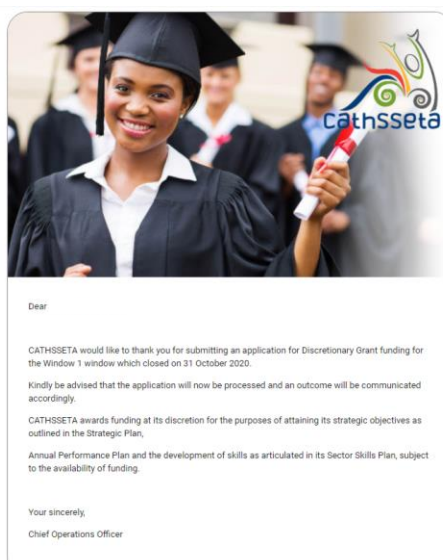 cathsseta
Dear
CATHSSETA would like to thank you for submitting an application for Discretionary Grant funding for
the Window 1 window which closed on 31 October 2020.
Kindly be advised that the application will now be processed and an outcome will be communicated
accordingly.
CATHSSETA awards funding at its discretion for the purposes of attaining its strategic objectives as
outlined in the Strategic Plan,
Annual Performance Plan and the development of skills as articulated in its Sector Skills Plan, subject
to the availability of funding.
Your sincerely,
Chief Operations Officer